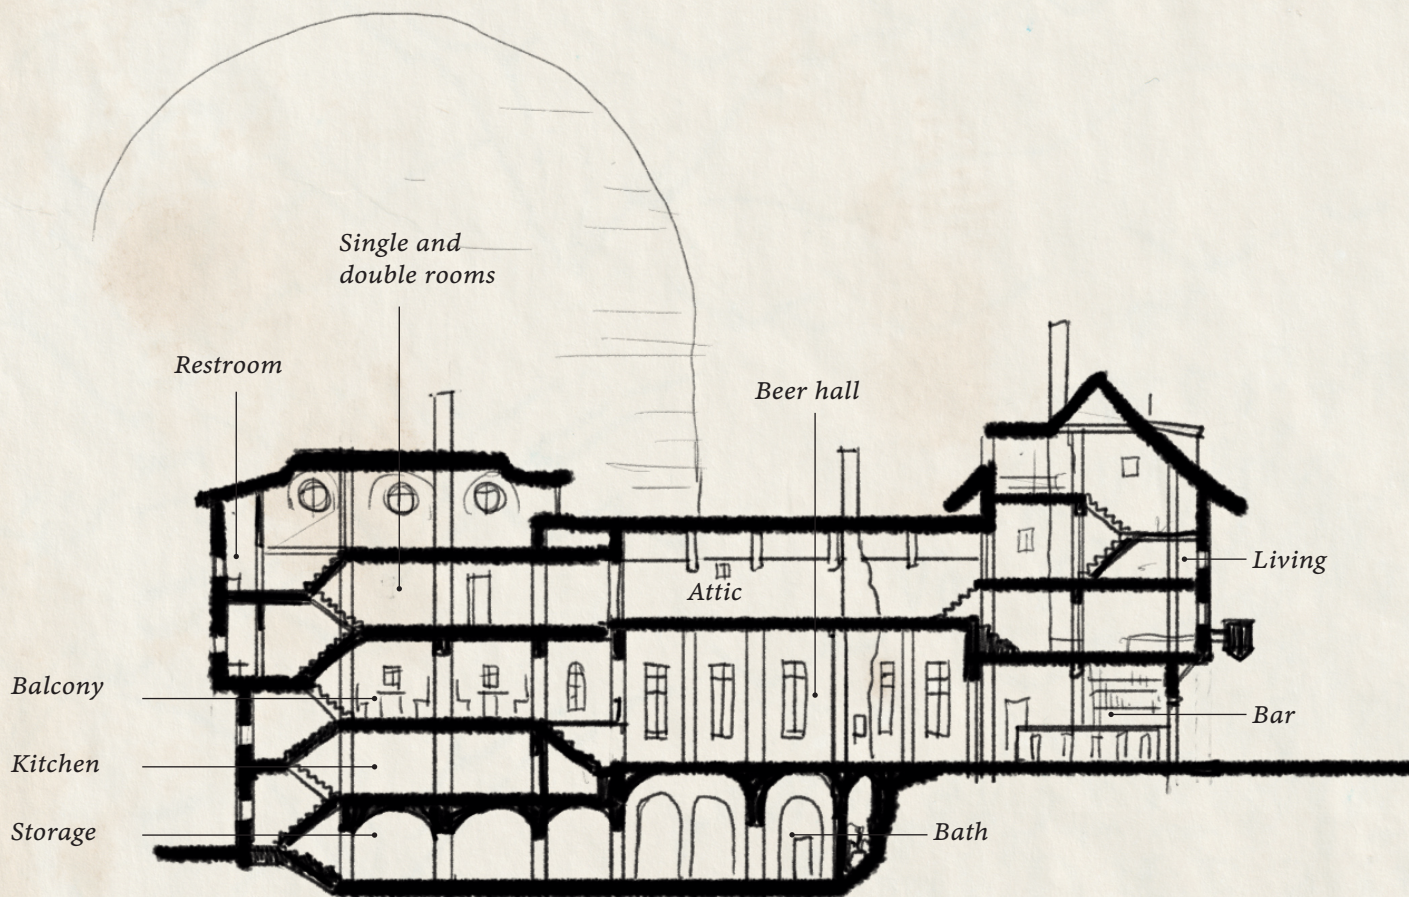 Single and
double rooms
Restroom
Beer hall
Living
Attic
Balcony
Bar
Kitchen
Storage
Bath